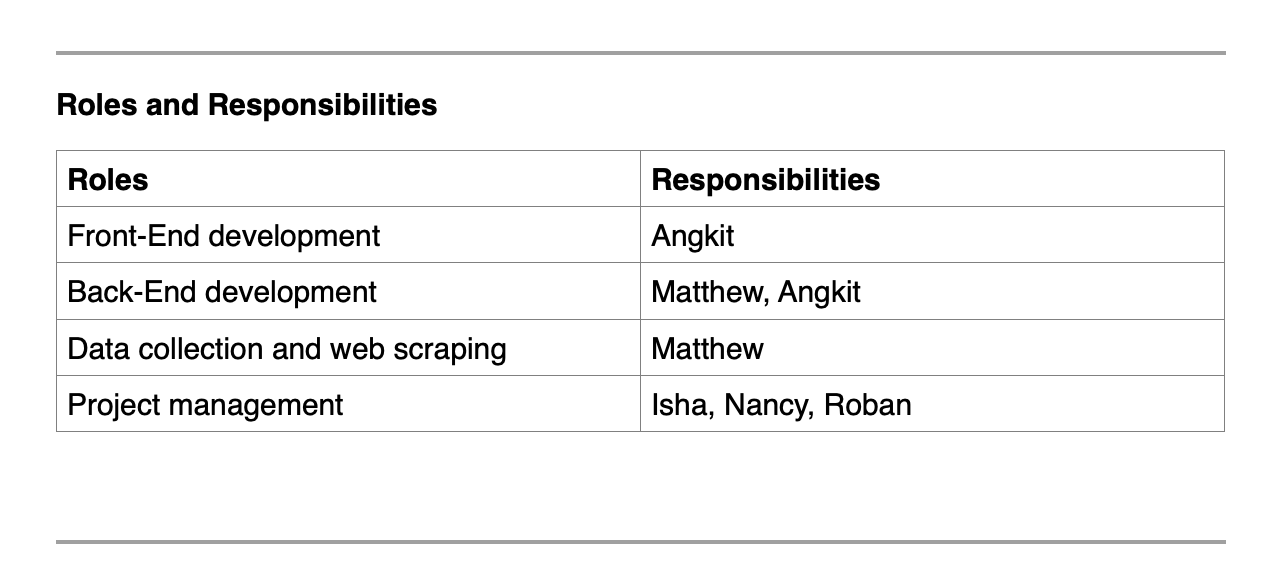 Roles and Responsibilities
Roles Responsibilities
Front-End development Angkit
Back-End development Matthew, Angkit
Data collection and web scraping Matthew
Project management Isha, Nancy, Roban